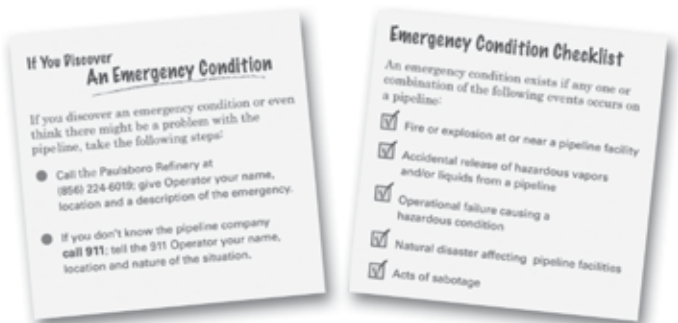 If You Discover
An Emergency Condition
If you discover an emergency condition or even
think there might be a problem with the
pipeline, take the following steps:
Call the Paulsboro Refinery at
(856) 224-6019; give Operator your name,
location and a description of the emergency.
If you don't know the pipeline company
call 911; tell the 911 Operator your name,
location and nature of the situation.
Emergency Condition Checklist
An emergency condition exists if any one or
combination of the following events occurs on
a pipeline:
Fire or explosion at or near a pipeline facility
Accidental release of hazardous vapors
and/or liquids from a pipeline
Operational failure causing a
hazardous condition
Natural disaster affecting pipeline facilities
Acts of sabotage